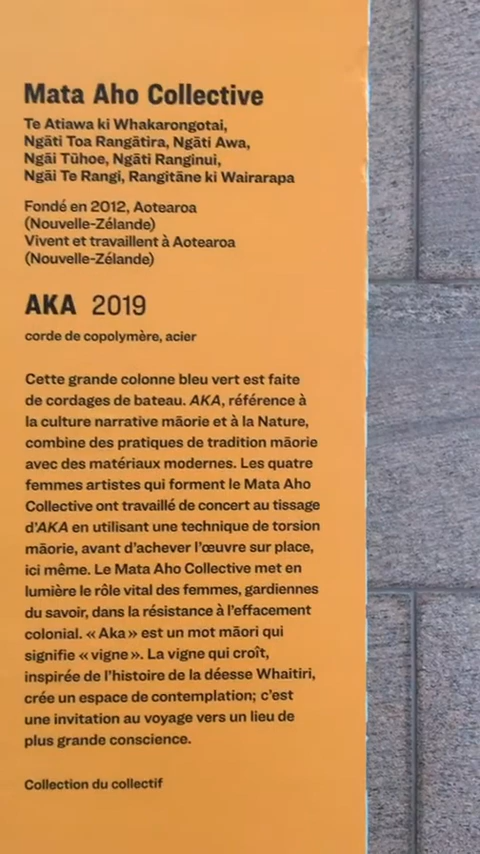 Mata Aho Collective
Te Atiawa ki Whakarongotai,
Ngāti Toa Rangātira, Ngāti Awa,
Ngāi Tūhoe, Ngāti Ranginui,
Ngāi Te Rangi, Rangitāne ki Wairarapa
Fondé en 2012, Aotearoa
(Nouvelle-Zélande)
Vivent et travaillent à Aotearoa
(Nouvelle-Zélande)
AKA 2019
corde de copolymère, acier
Cette grande colonne bleu vert est faite
de cordages de bateau. AKA, référence à
la culture narrative māorie et à la Nature,
combine des pratiques de tradition māorie
avec des matériaux modernes. Les quatre
femmes artistes qui forment le Mata Aho
Collective ont travaillé de concert au tissage
d'AKA en utilisant une technique de torsion
māorie, avant d'achever l'œuvre sur place,
ici même. Le Mata Aho Collective met en
lumière le rôle vital des femmes, gardiennes
du savoir, dans la résistance à l'effacement
colonial. « Aka » est un mot māori qui
signifie « vigne ». La vigne qui croît,
inspirée de l'histoire de la déesse Whaitiri,
crée un espace de contemplation; c'est
une invitation au voyage vers un lieu de
plus grande conscience.
Collection du collectif